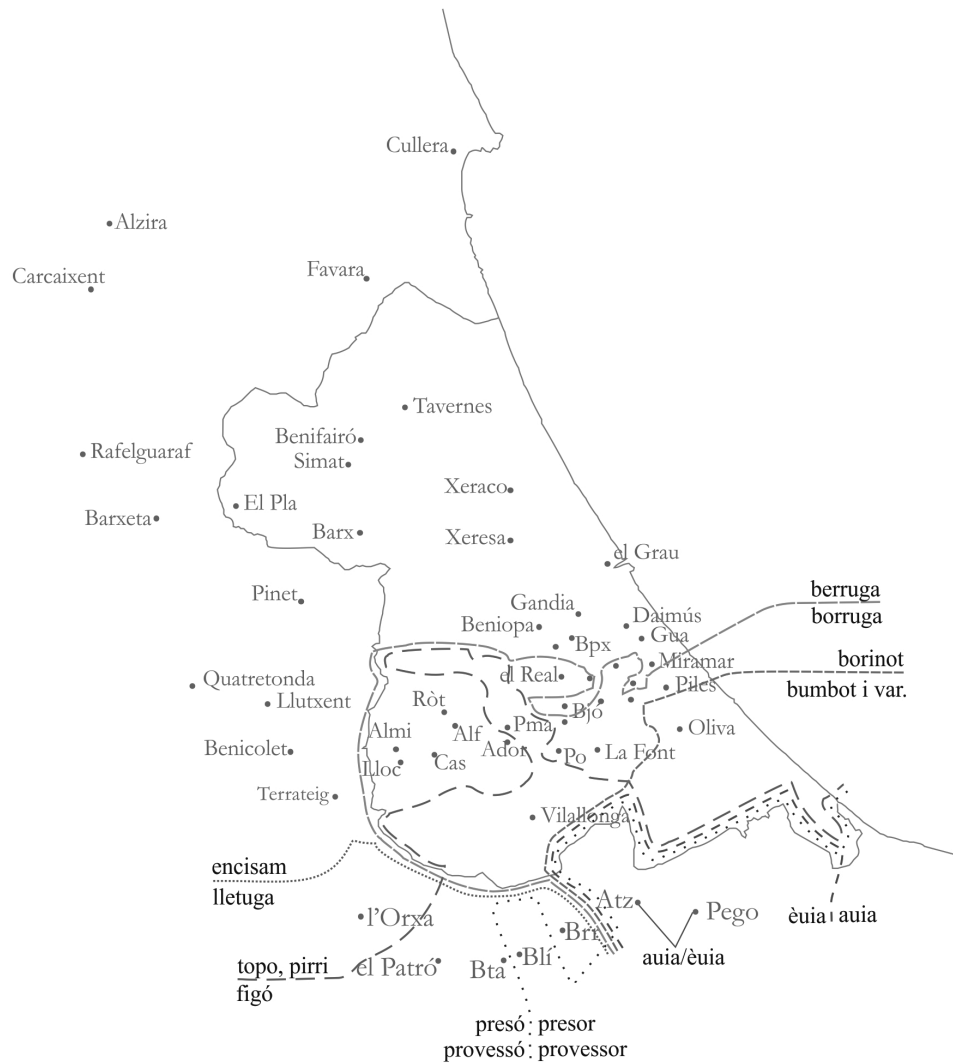 Cullera
Alzira
Carcaixent
Favara
Tavernes
Benifairó
Simat
Rafelguaraf
Xeraco
El Pla
Barxeta
Barx
Xeresa
el Grau
Pinet
berruga
borruga
Gandia
Daimús
Beniopa
Gua
Bpx
Miramar
borinot
el Real
Piles
bumbot i var.
Quatretonda
Llutxent
Ròt
Bjó
Almi
Alf
Pma
Oliva
Benicolet
Ador
Po
La Font
Lloc
Cas
Terrateig
Vilallonga
encisam
lletuga
Atz
Pego
èuia
auia
l'Orxa
Brr
auia/èuia
topo, pirri
el Patró
Bta
Blí
figó
presó
presor
provessó
provessor